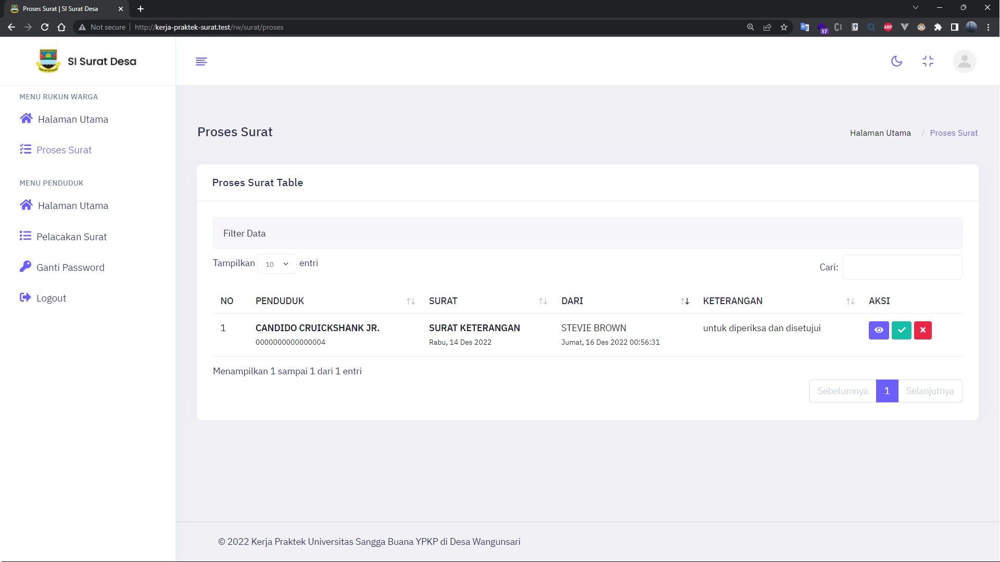 Proses Surat | SI Surat Desa
Not secure
http://kerja-praktek-surat.test/rw/surat/proses
17
ABP
SI Surat Desa
MENU RUKUN WARGA
Halaman Utama
Proses Surat
MENU PENDUDUK
Halaman Utama
Pelacakan Surat
Ganti Password
Logout
Proses Surat
Halaman Utama / Proses Surat
Proses Surat Table
Filter Data
Tampilkan 10 entri
Cari:
NO PENDUDUK SURAT DARI KETERANGAN AKSI
1 CANDIDO CRUICKSHANK JR. SURAT KETERANGAN STEVIE BROWN untuk diperiksa dan disetujui
0000000000000004 Rabu, 14 Des 2022 Jumat, 16 Des 2022 00:56:31
Menampilkan 1 sampai 1 dari 1 entri
Sebelumnya 1 Selanjutnya
© 2022 Kerja Praktek Universitas Sangga Buana YPKP di Desa Wangunsari